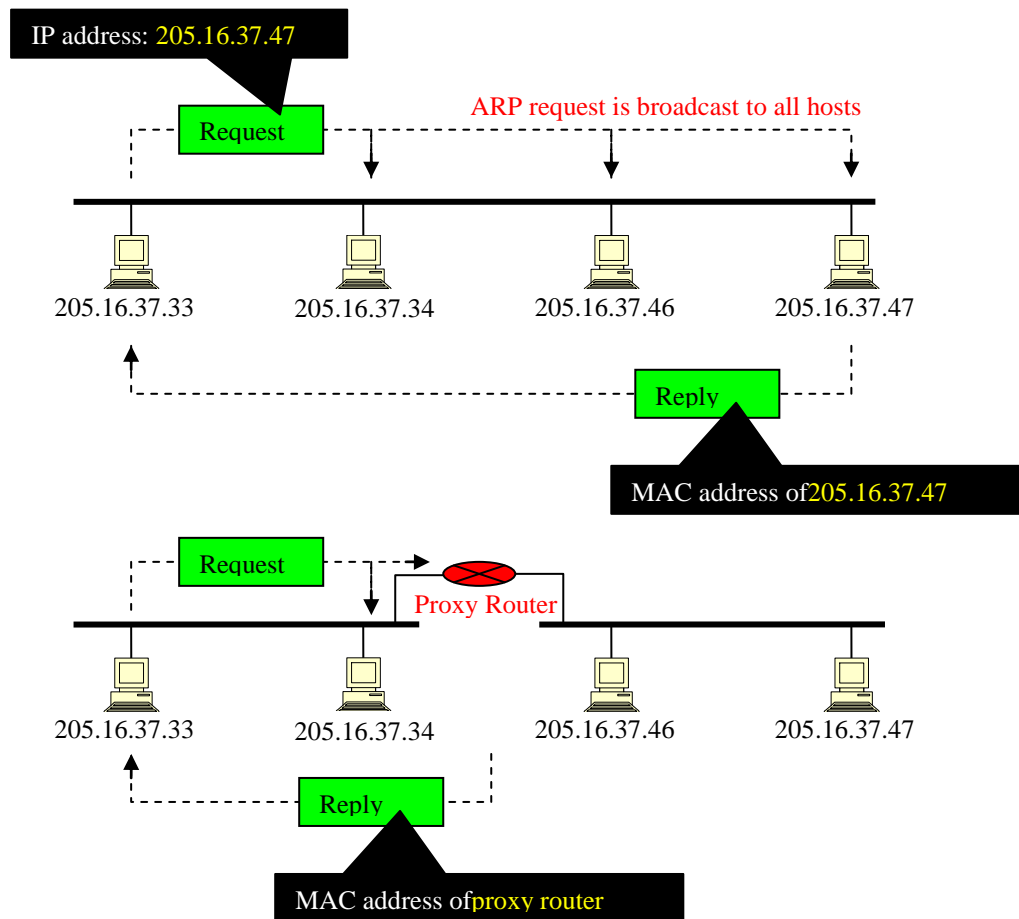 IP address: 205.16.37.47
ARP request is broadcast to all hosts
Request
205.16.37.33
205.16.37.34
205.16.37.46
205.16.37.47
Reply
MAC address of205.16.37.47
Request
Proxy Router
205.16.37.33
205.16.37.34
205.16.37.46
205.16.37.47
Reply
MAC address ofproxy router